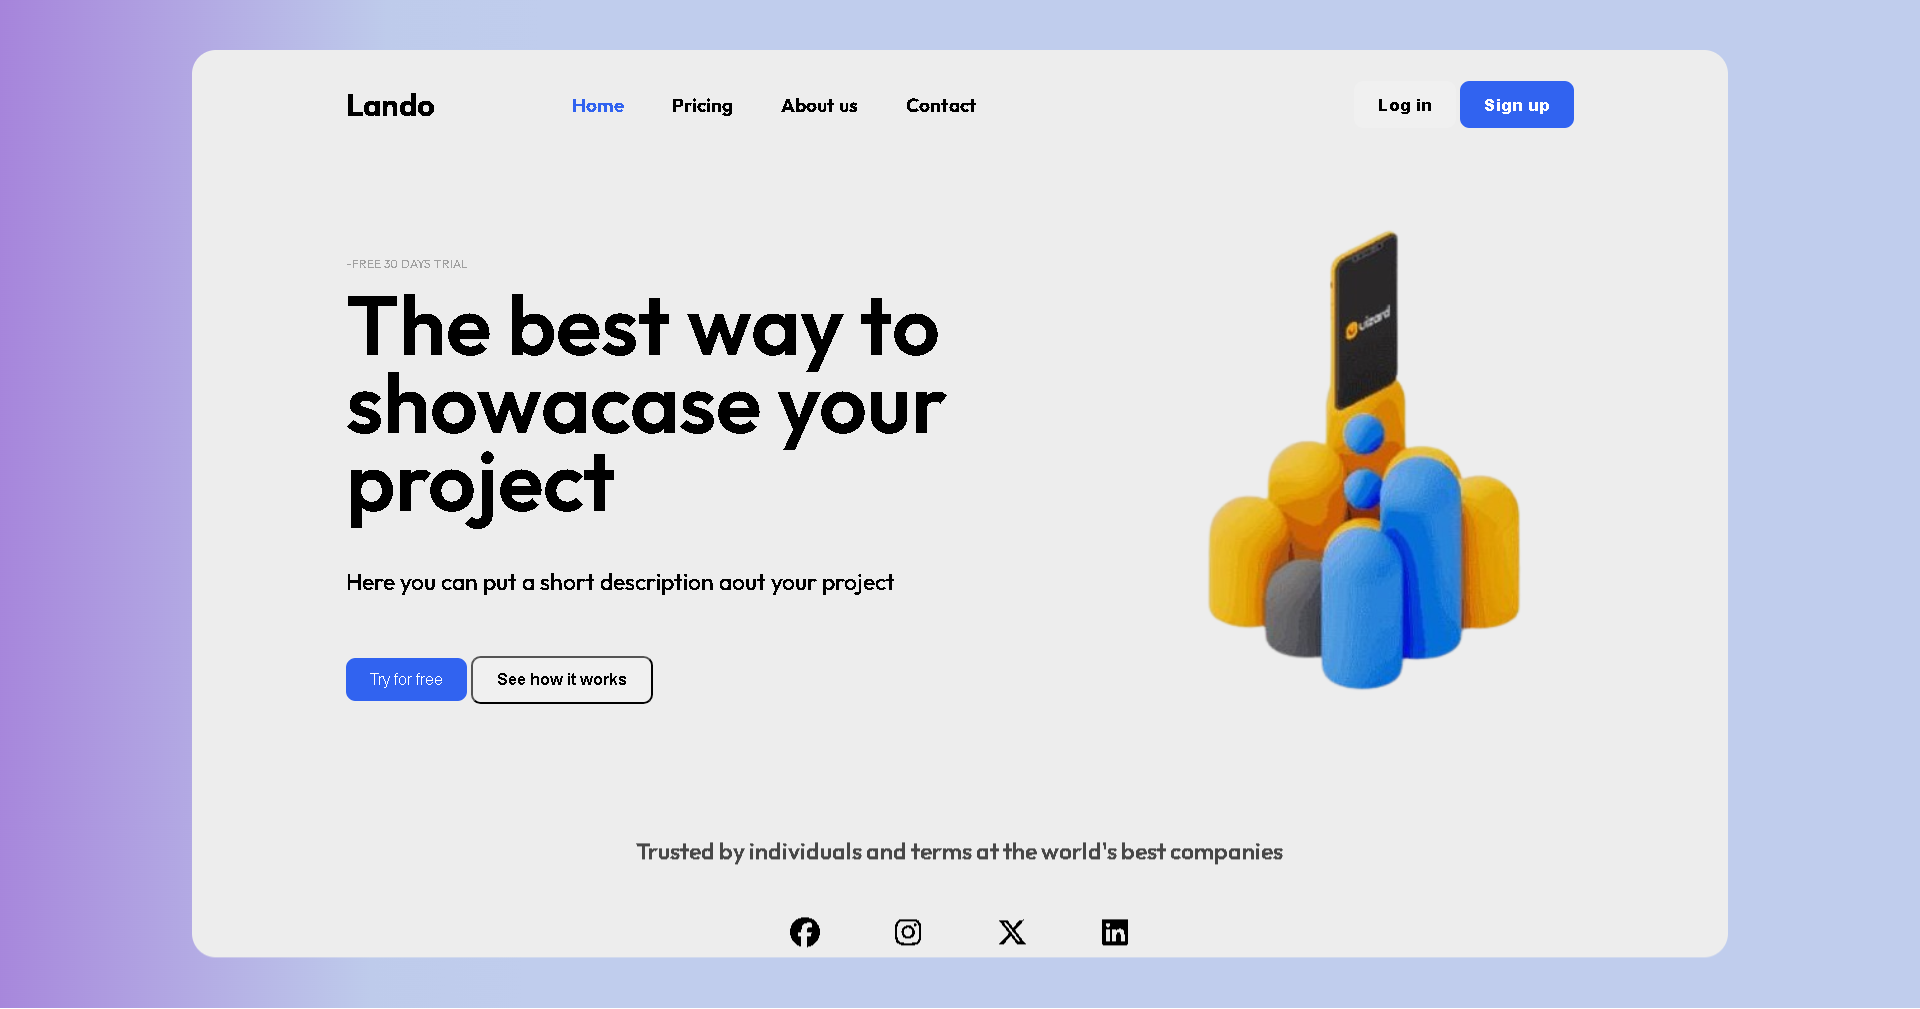 Lando
Home
Pricing
About us
Contact
Log in
Sign up
-FREE 30 DAYS TRIAL
The best way to
showacase your
project
uizard
Here you can put a short description aout your project
Try for free
See how it works
Trusted by individuals and terms at the world's best companies